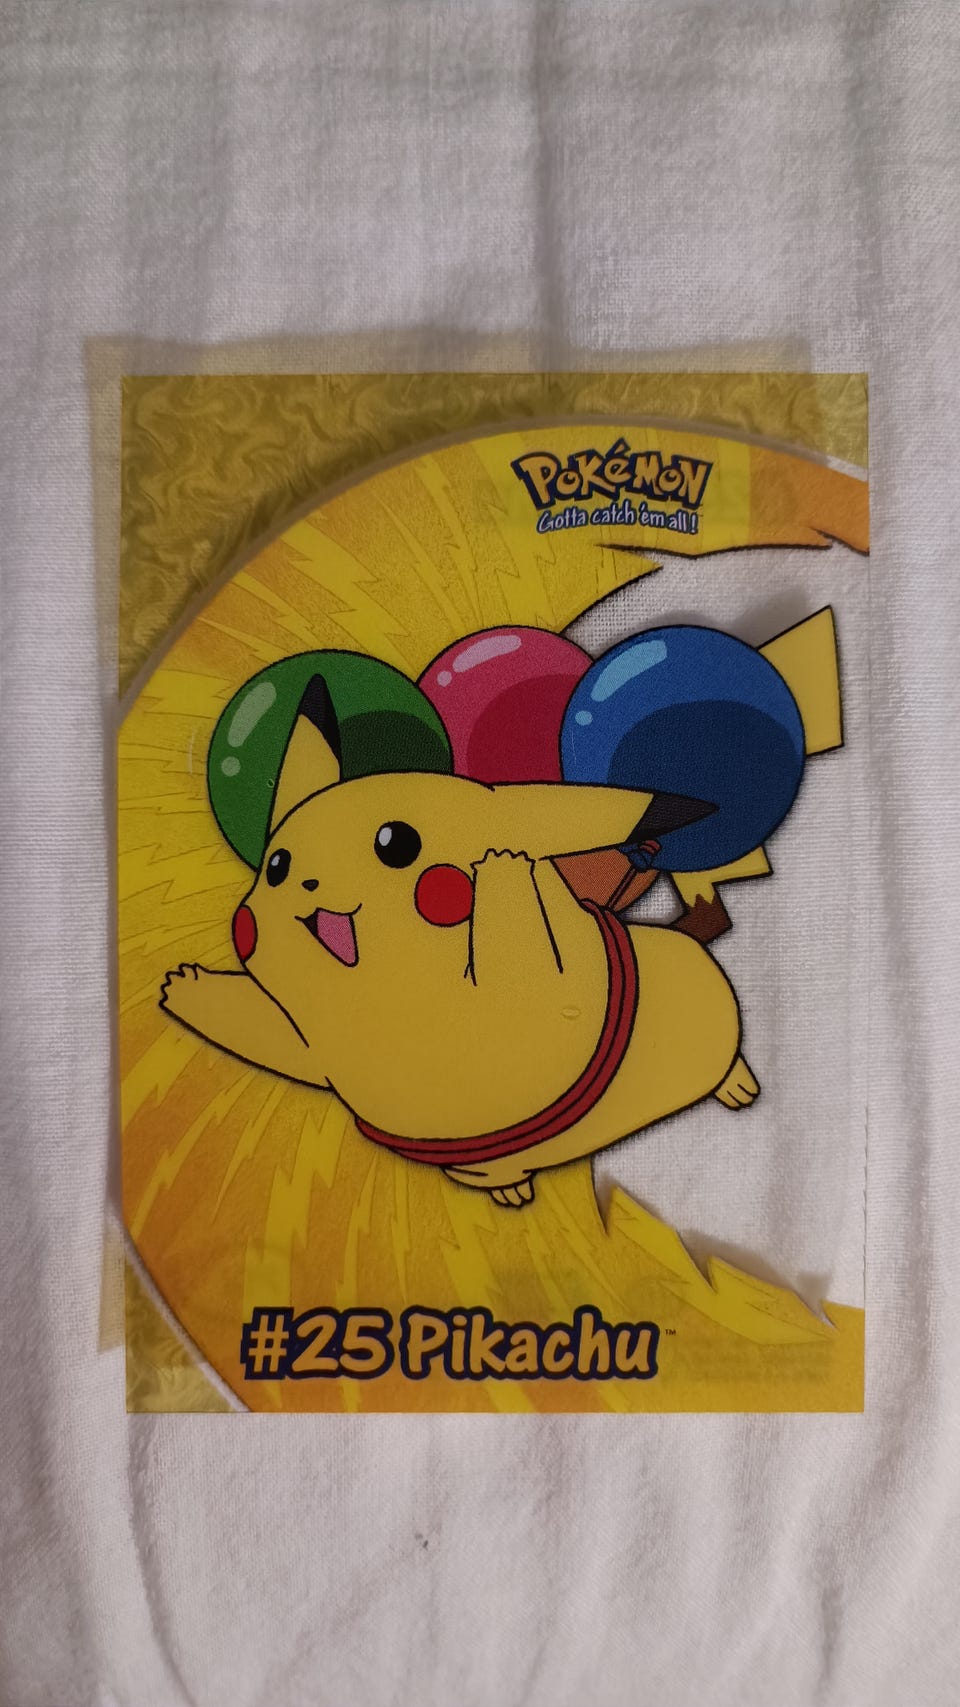 POKéMON
Gotta catch 'em all!
#25 Pikachu™